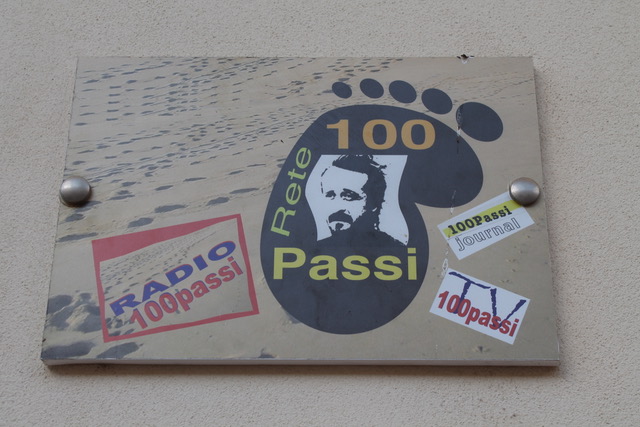 100
Rete
Passi
RADIO
100passi
100Passi
journal
TV
100passi